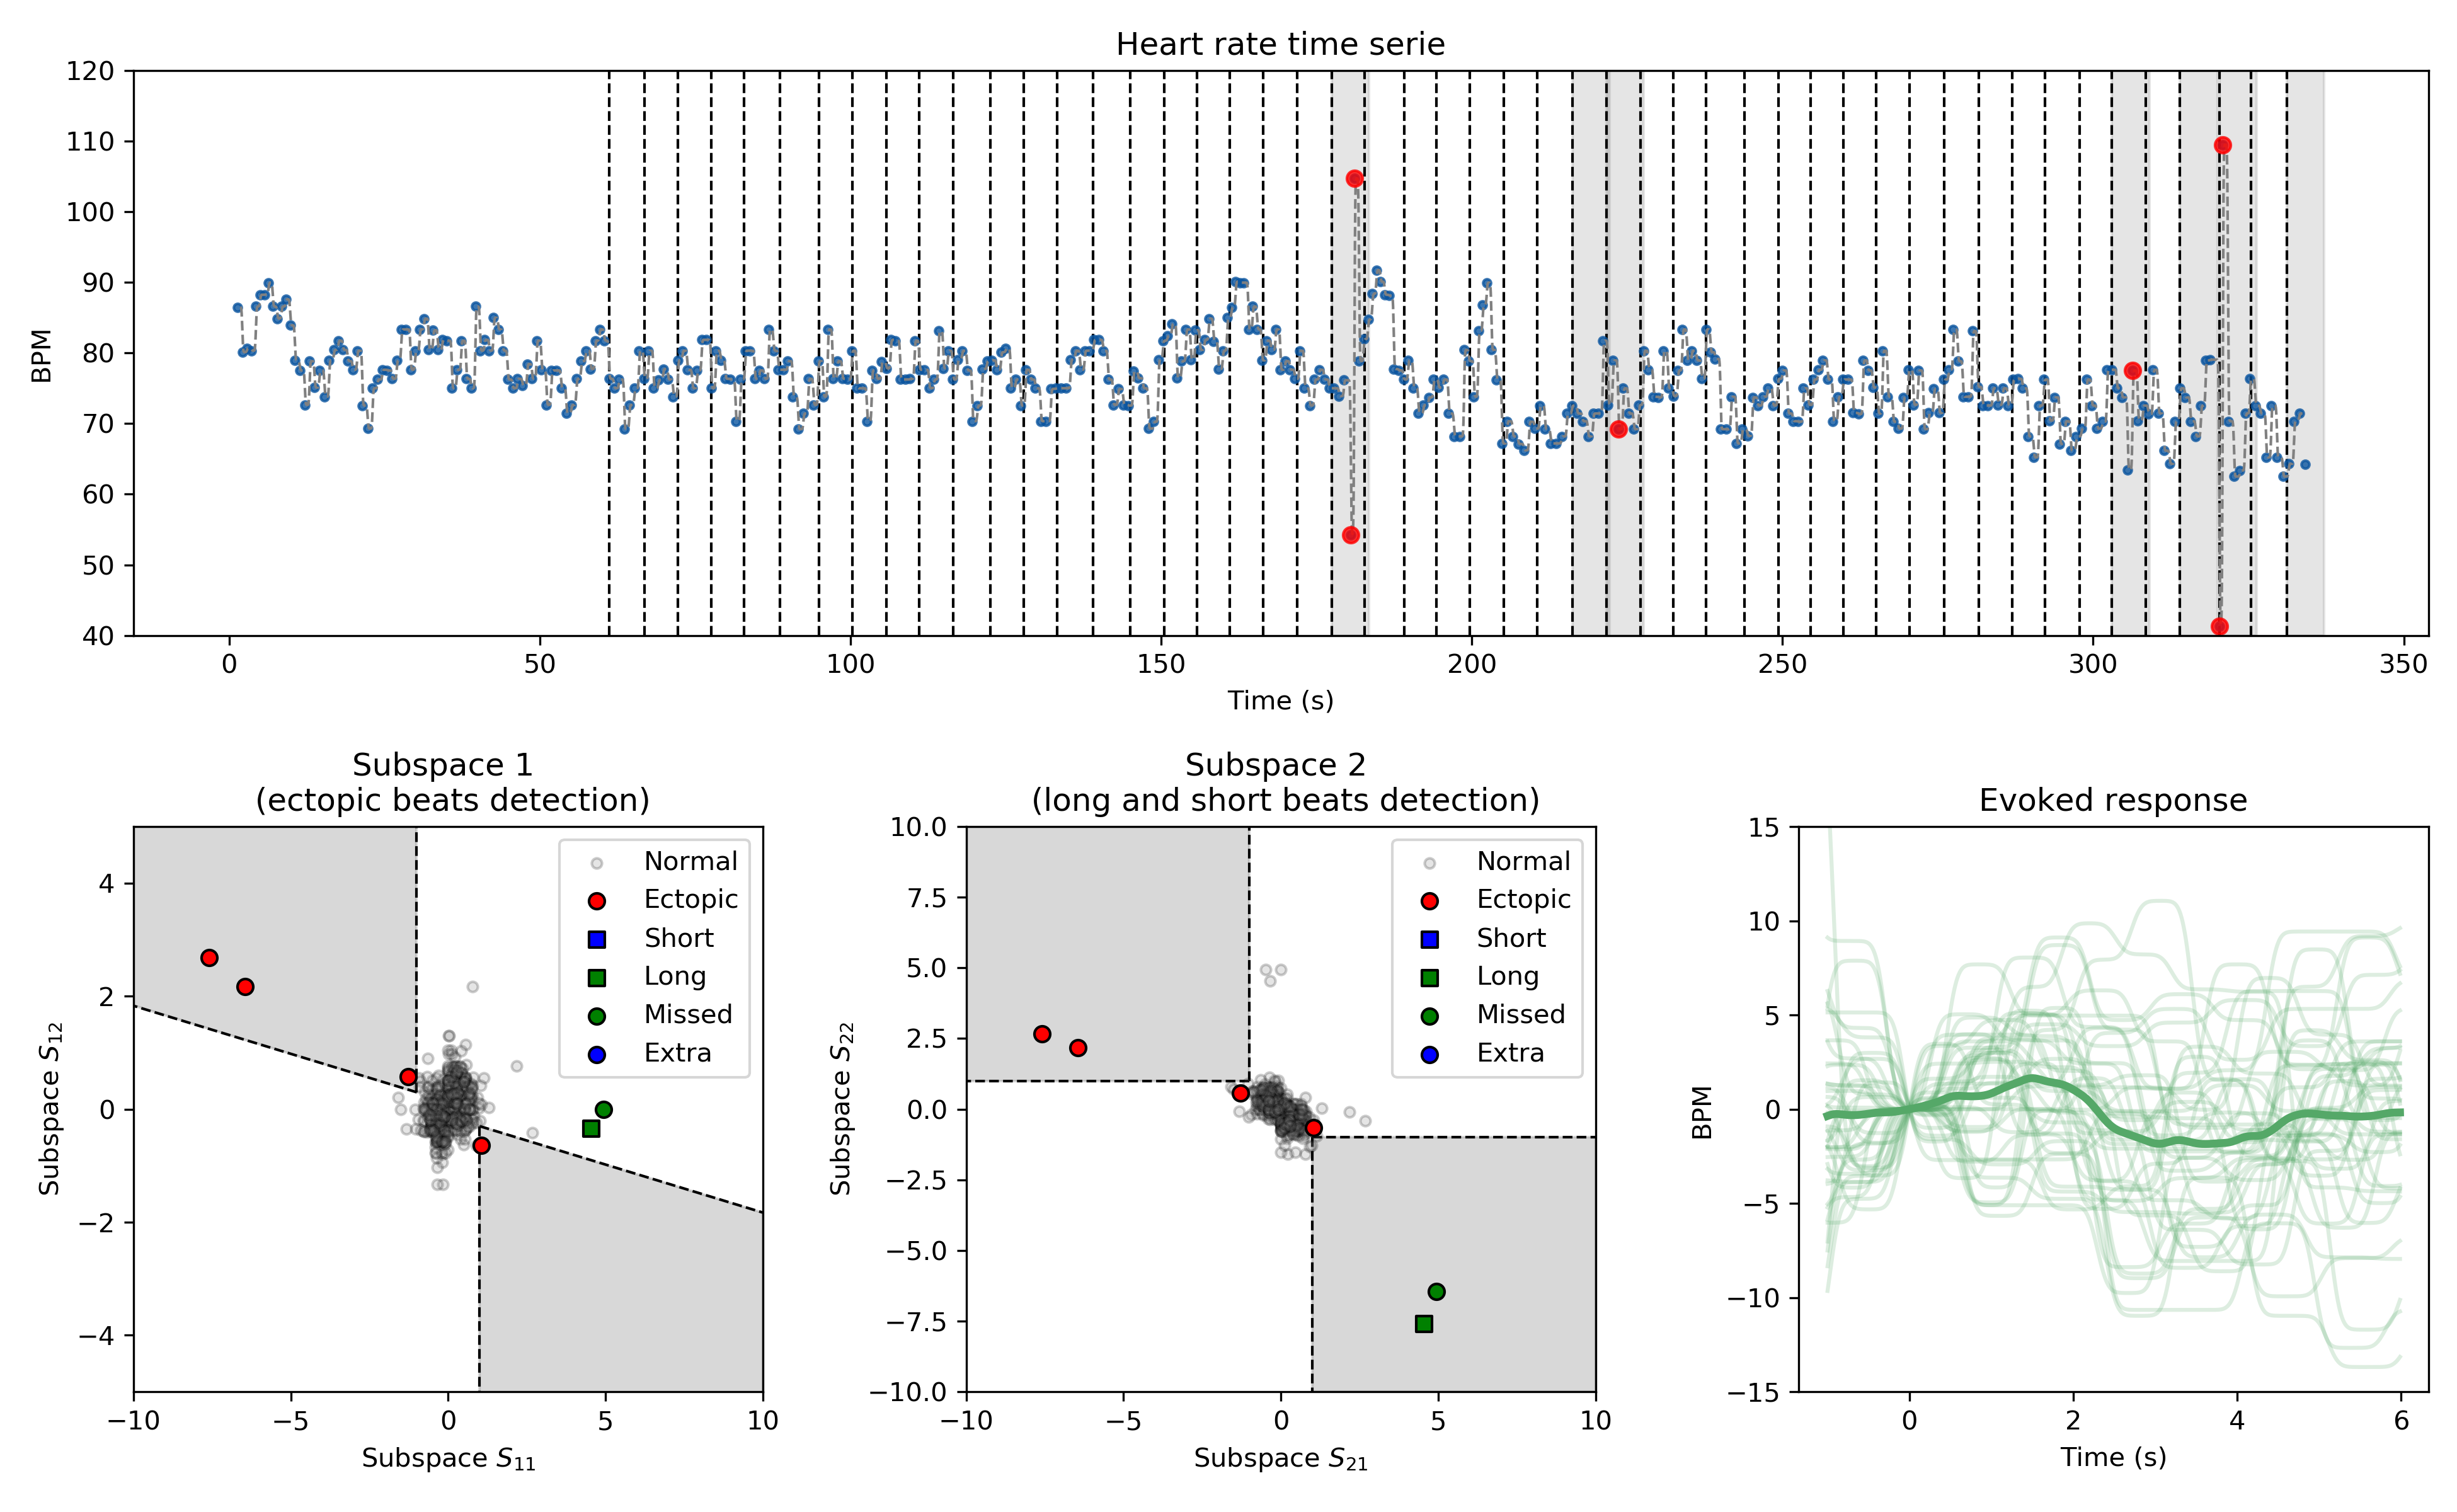 Heart rate time serie
120
110
100
90
80
70
60
50
40
BPM
0 50 100 150 200 250 300 350
Time (s)
Subspace 1
(ectopic beats detection)
4
2
0
−2
−4
Subspace S12
Normal
Ectopic
Short
Long
Missed
Extra
−10 −5 0 5 10
Subspace S11
Subspace 2
(long and short beats detection)
10.0
7.5
5.0
2.5
0.0
−2.5
−5.0
−7.5
−10.0
Subspace S22
Normal
Ectopic
Short
Long
Missed
Extra
−10 −5 0 5 10
Subspace S21
Evoked response
15
10
5
0
−5
−10
−15
BPM
0 2 4 6
Time (s)